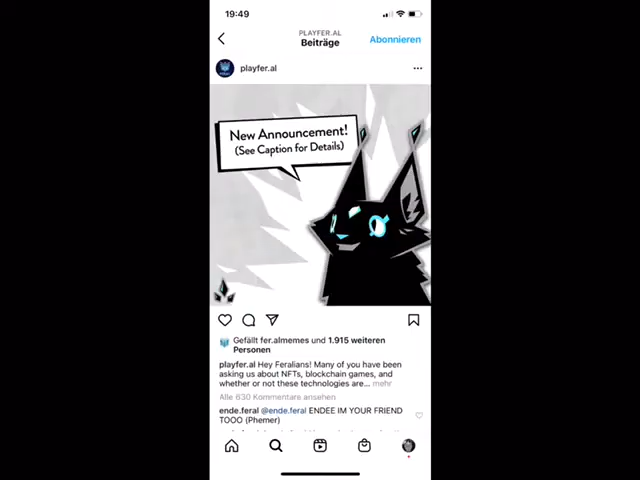 19:49
PLAYFER.AL
Beiträge
Abonnieren
playfer.al
New Announcement!
(See Caption for Details)
Gefällt fer.almemes und 1.915 weiteren
Personen
playfer.al Hey Feralians! Many of you have been
asking us about NFTs, blockchain games, and
whether or not these technologies are... mehr
Alle 630 Kommentare ansehen
ende.feral @ende.feral ENDEE IM YOUR FRIEND
TOOO (Phemer)